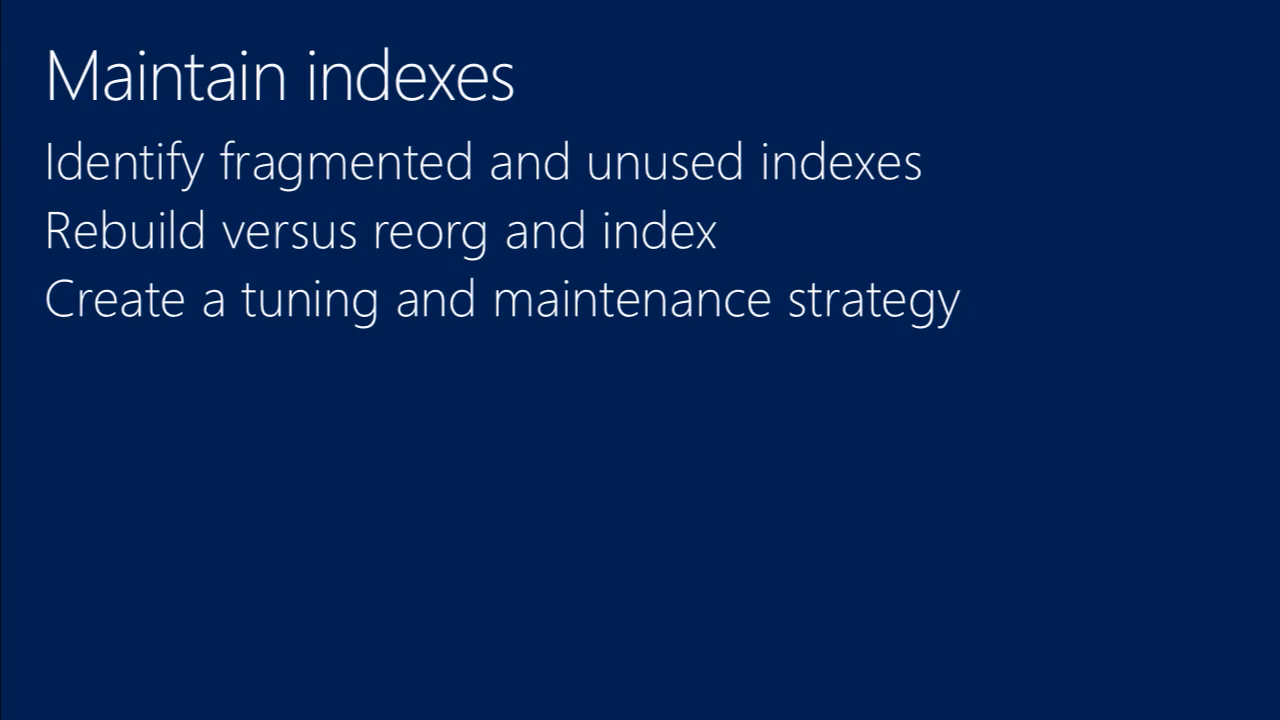 Maintain indexes
Identify fragmented and unused indexes
Rebuild versus reorg and index
Create a tuning and maintenance strategy